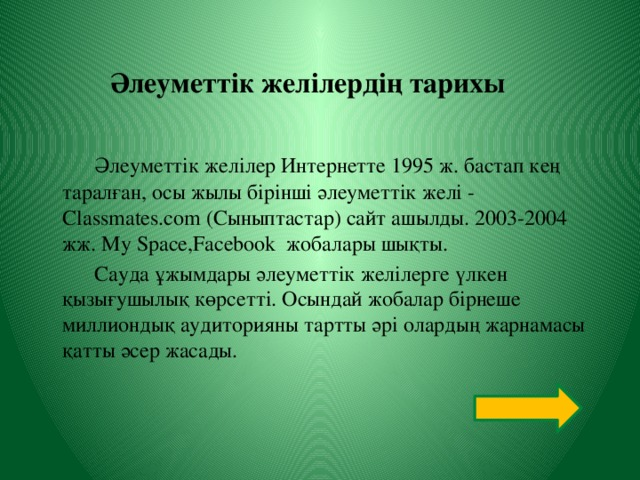 Әлеуметтік желілердің тарихы
Әлеуметтік желілер Интернетте 1995 ж. бастап кең
таралған, осы жылы бірінші әлеуметтік желі -
Classmates.com (Сыныптастар) сайт ашылды. 2003-2004
жж. My Space,Facebook  жобалары шықты.
Сауда ұжымдары әлеуметтік желілерге үлкен
қызығушылық көрсетті. Осындай жобалар бірнеше
миллиондық аудиторияны тартты әрі олардың жарнамасы
қатты әсер жасады.